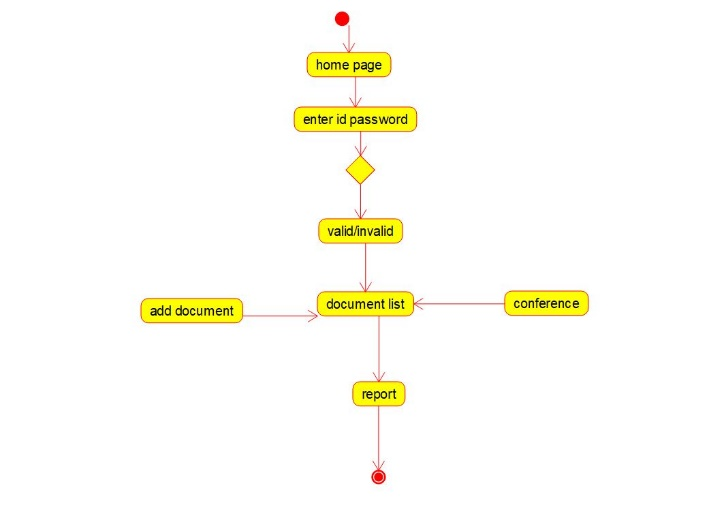 home page
enter id password
valid/invalid
document list
add document
conference
report